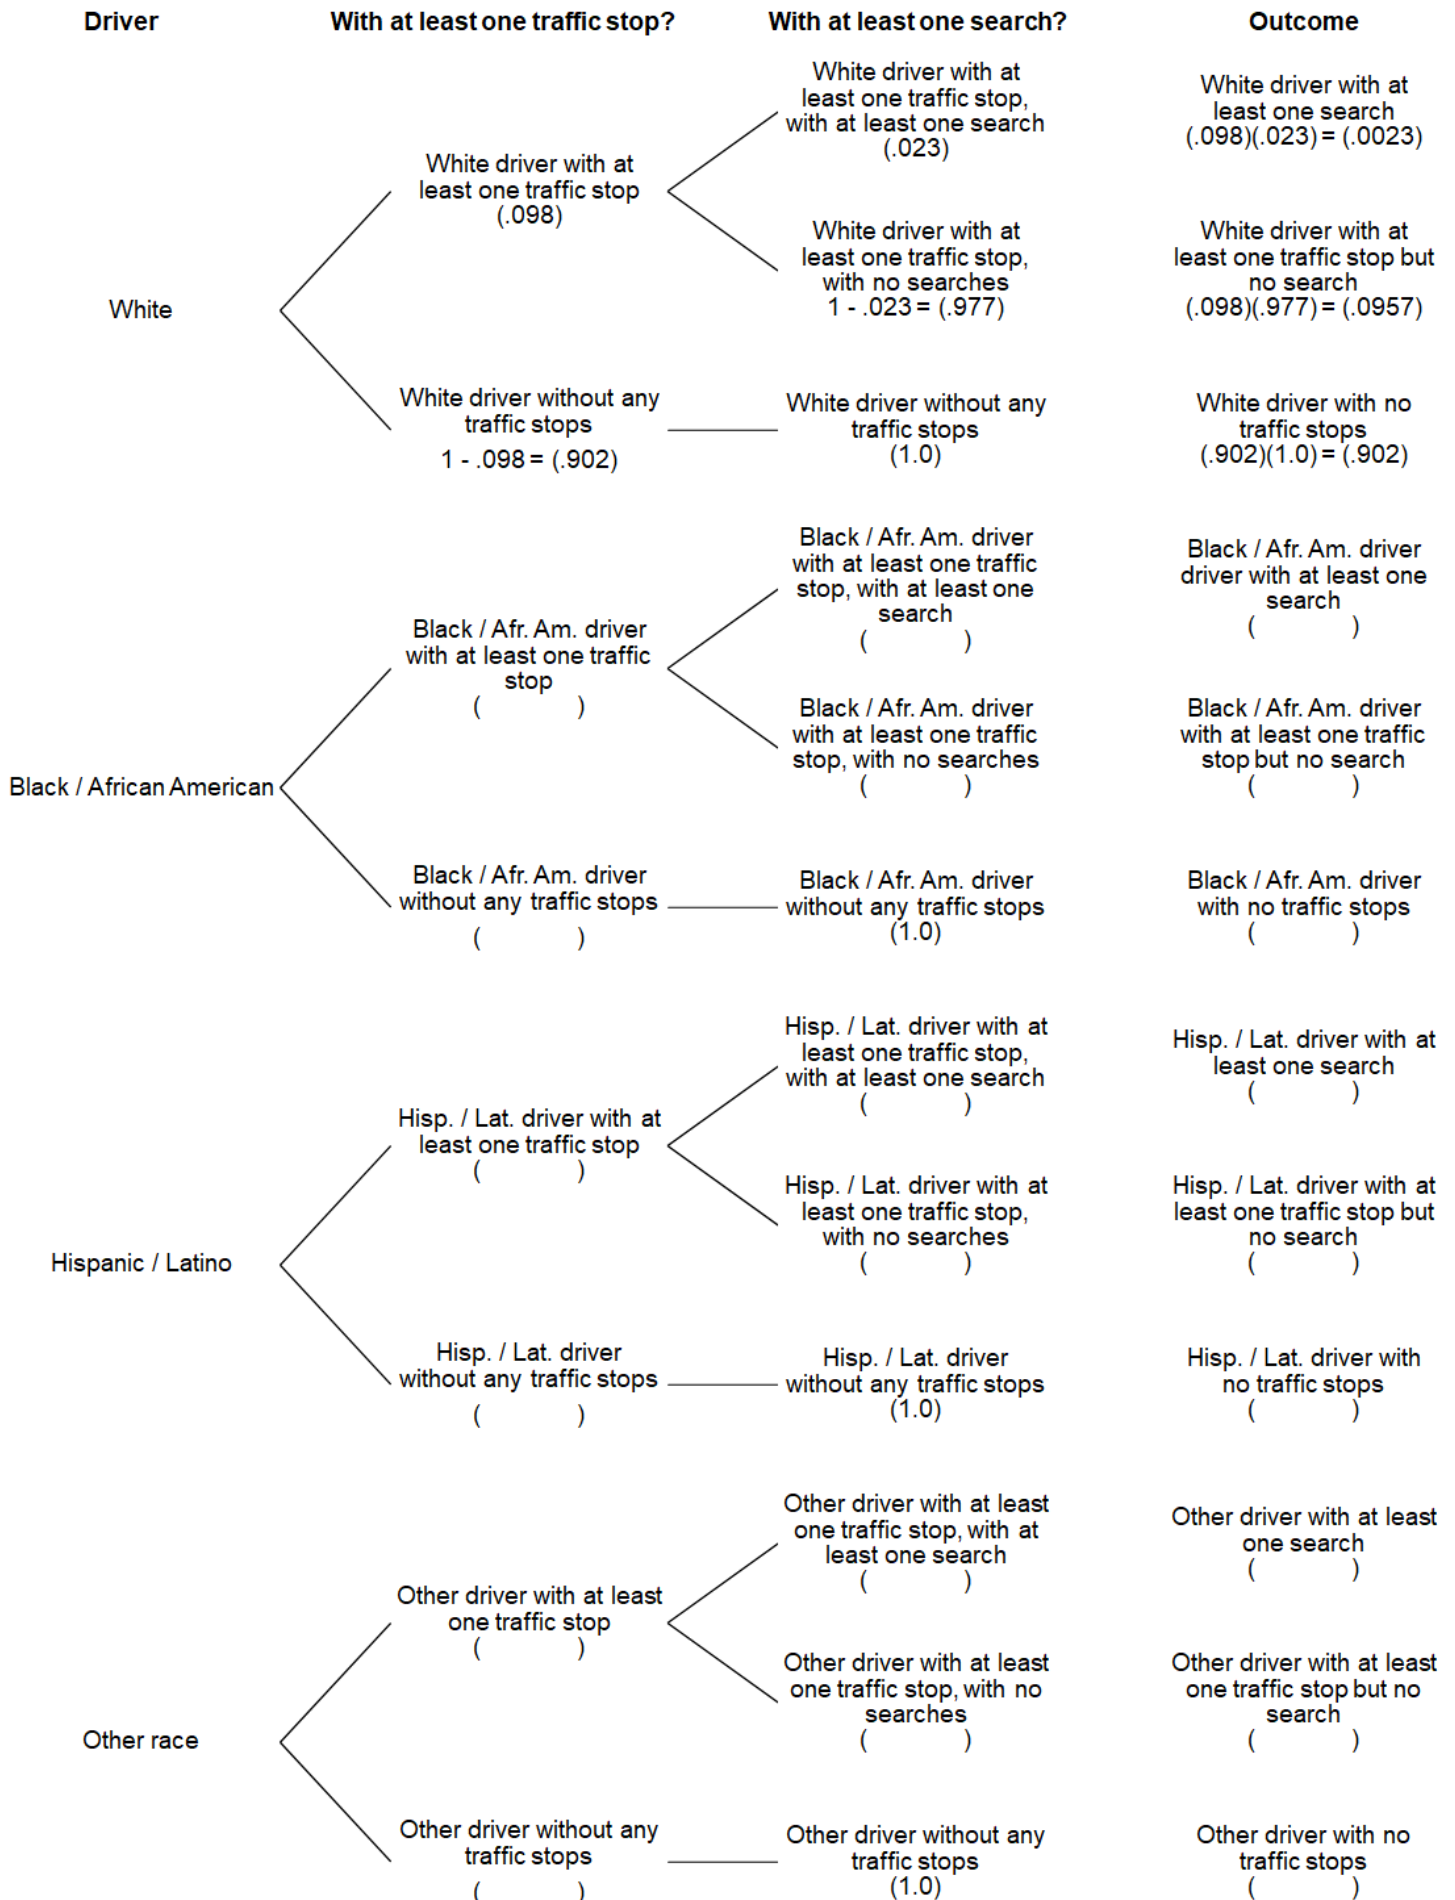 Driver
With at least one traffic stop?
With at least one search?
Outcome
White
White driver with at
least one traffic stop
(.098)
White driver with at
least one traffic stop,
with at least one search
(.023)
White driver with at
least one search
(.098)(.023) = (.0023)
White driver with at
least one traffic stop,
with no searches
1 - .023 = (.977)
White driver with at
least one traffic stop but
no search
(.098)(.977) = (.0957)
White driver without any
traffic stops
1 - .098 = (.902)
White driver without any
traffic stops
(1.0)
White driver with no
traffic stops
(.902)(1.0) = (.902)
Black / African American
Black / Afr. Am. driver
with at least one traffic
stop
( )
Black / Afr. Am. driver
with at least one traffic
stop, with at least one
search
( )
Black / Afr. Am. driver
driver with at least one
search
( )
Black / Afr. Am. driver
with at least one traffic
stop, with no searches
( )
Black / Afr. Am. driver
with at least one traffic
stop but no search
( )
Black / Afr. Am. driver
without any traffic stops
( )
Black / Afr. Am. driver
without any traffic stops
(1.0)
Black / Afr. Am. driver
with no traffic stops
( )
Hispanic / Latino
Hisp. / Lat. driver with at
least one traffic stop
( )
Hisp. / Lat. driver with at
least one traffic stop,
with at least one search
( )
Hisp. / Lat. driver with at
least one search
( )
Hisp. / Lat. driver with at
least one traffic stop,
with no searches
( )
Hisp. / Lat. driver with at
least one traffic stop but
no search
( )
Hisp. / Lat. driver
without any traffic stops
( )
Hisp. / Lat. driver
without any traffic stops
(1.0)
Hisp. / Lat. driver with
no traffic stops
( )
Other race
Other driver with at least
one traffic stop
( )
Other driver with at least
one traffic stop, with at
least one search
( )
Other driver with at least
one search
( )
Other driver with at least
one traffic stop, with no
searches
( )
Other driver with at least
one traffic stop but no
search
( )
Other driver without any
traffic stops
( )
Other driver without any
traffic stops
(1.0)
Other driver with no
traffic stops
( )